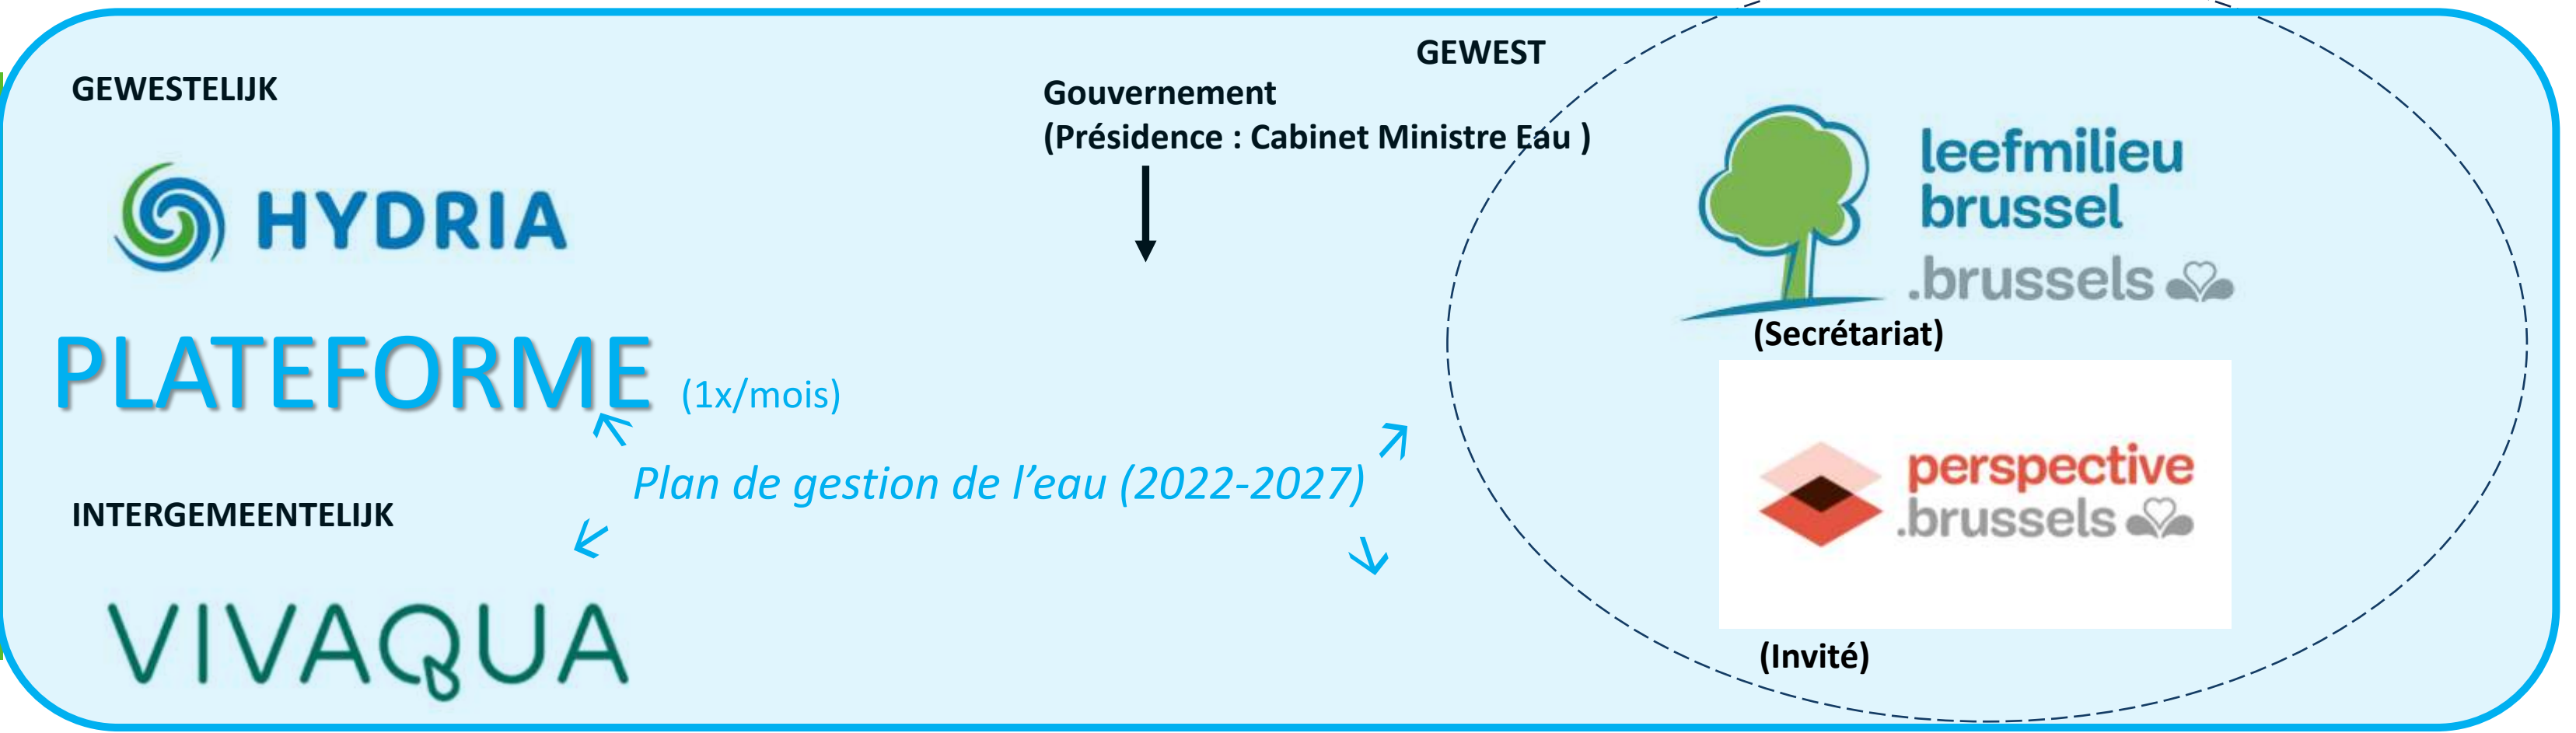 GEWEST
GEWESTELIJK
Gouvernement
(Présidence : Cabinet Ministre Eau )
HYDRIA
leefmilieu
brussel
.brussels
(Secrétariat)
PLATEFORME (1x/mois)
Plan de gestion de l’eau (2022-2027)
perspective
.brussels
INTERGEMEENTELIJK
VIVAQUA
(Invité)